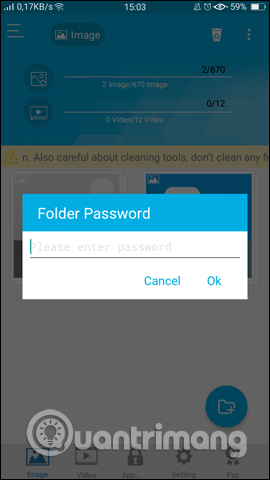 0,17KB/s 15:03 59%
Image
2/670
2 Image/670 Image
0/12
0 Video/12 Video
n. Also careful about cleaning tools, don't clean any fi
Folder Password
Please enter password
Cancel Ok
Quantrimang
Image Video App.. Setting Pro